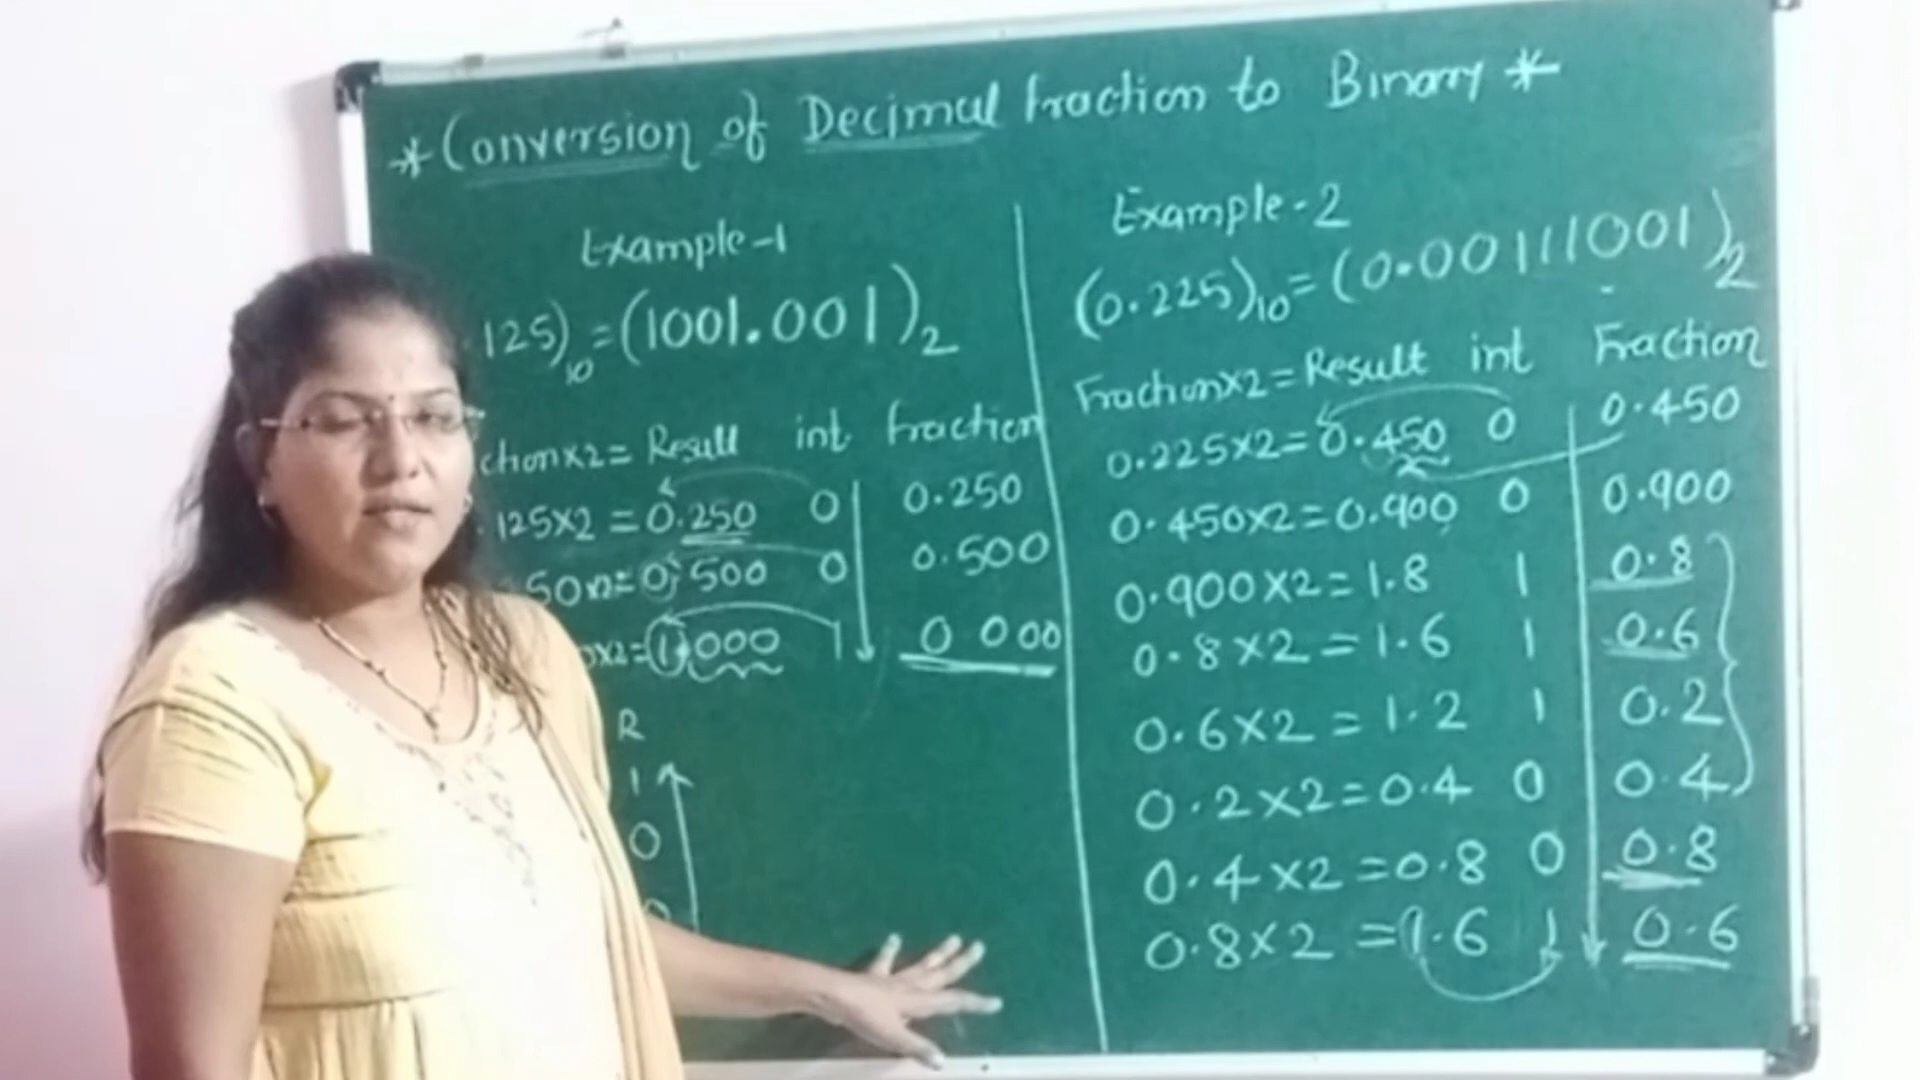 *Conversion of Decimal fraction to Binary *
Example-1
125)10=(1001.001)2
ctionx2= Result int fraction
.125x2 =0.250 0 0.250
50x2=0.500 0 0.500
x2=1.000 1 0 000
R
1
0
0
Example-2
(0.225)10=(0.00111001)2
Fractionx2=Result int Fraction
0.225x2=0.450 0 0.450
0.450x2=0.900 0 0.900
0.900x2=1.8 1 0.8
0.8x2=1.6 1 0.6
0.6x2=1.2 1 0.2
0.2x2=0.4 0 0.4
0.4x2=0.8 0 0.8
0.8x2=1.6 1 0.6